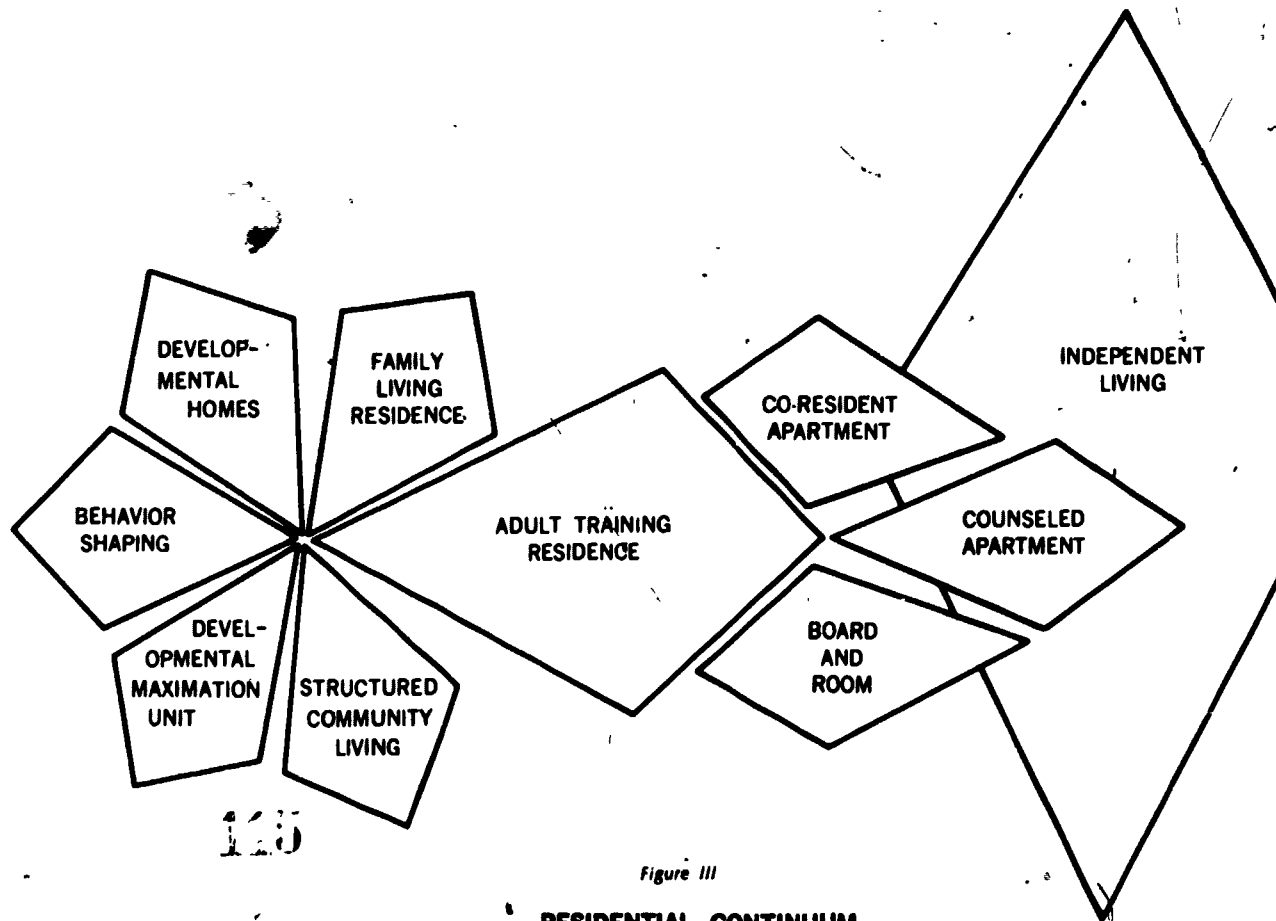 DEVELOP-
MENTAL
HOMES
FAMILY
LIVING
RESIDENCE
BEHAVIOR
SHAPING
DEVEL-
OPMENTAL
MAXIMATION
UNIT
STRUCTURED
COMMUNITY
LIVING
ADULT TRAINING
RESIDENCE
CO-RESIDENT
APARTMENT
COUNSELED
APARTMENT
BOARD
AND
ROOM
INDEPENDENT
LIVING
Figure III
RESIDENTIAL CONTINUUM